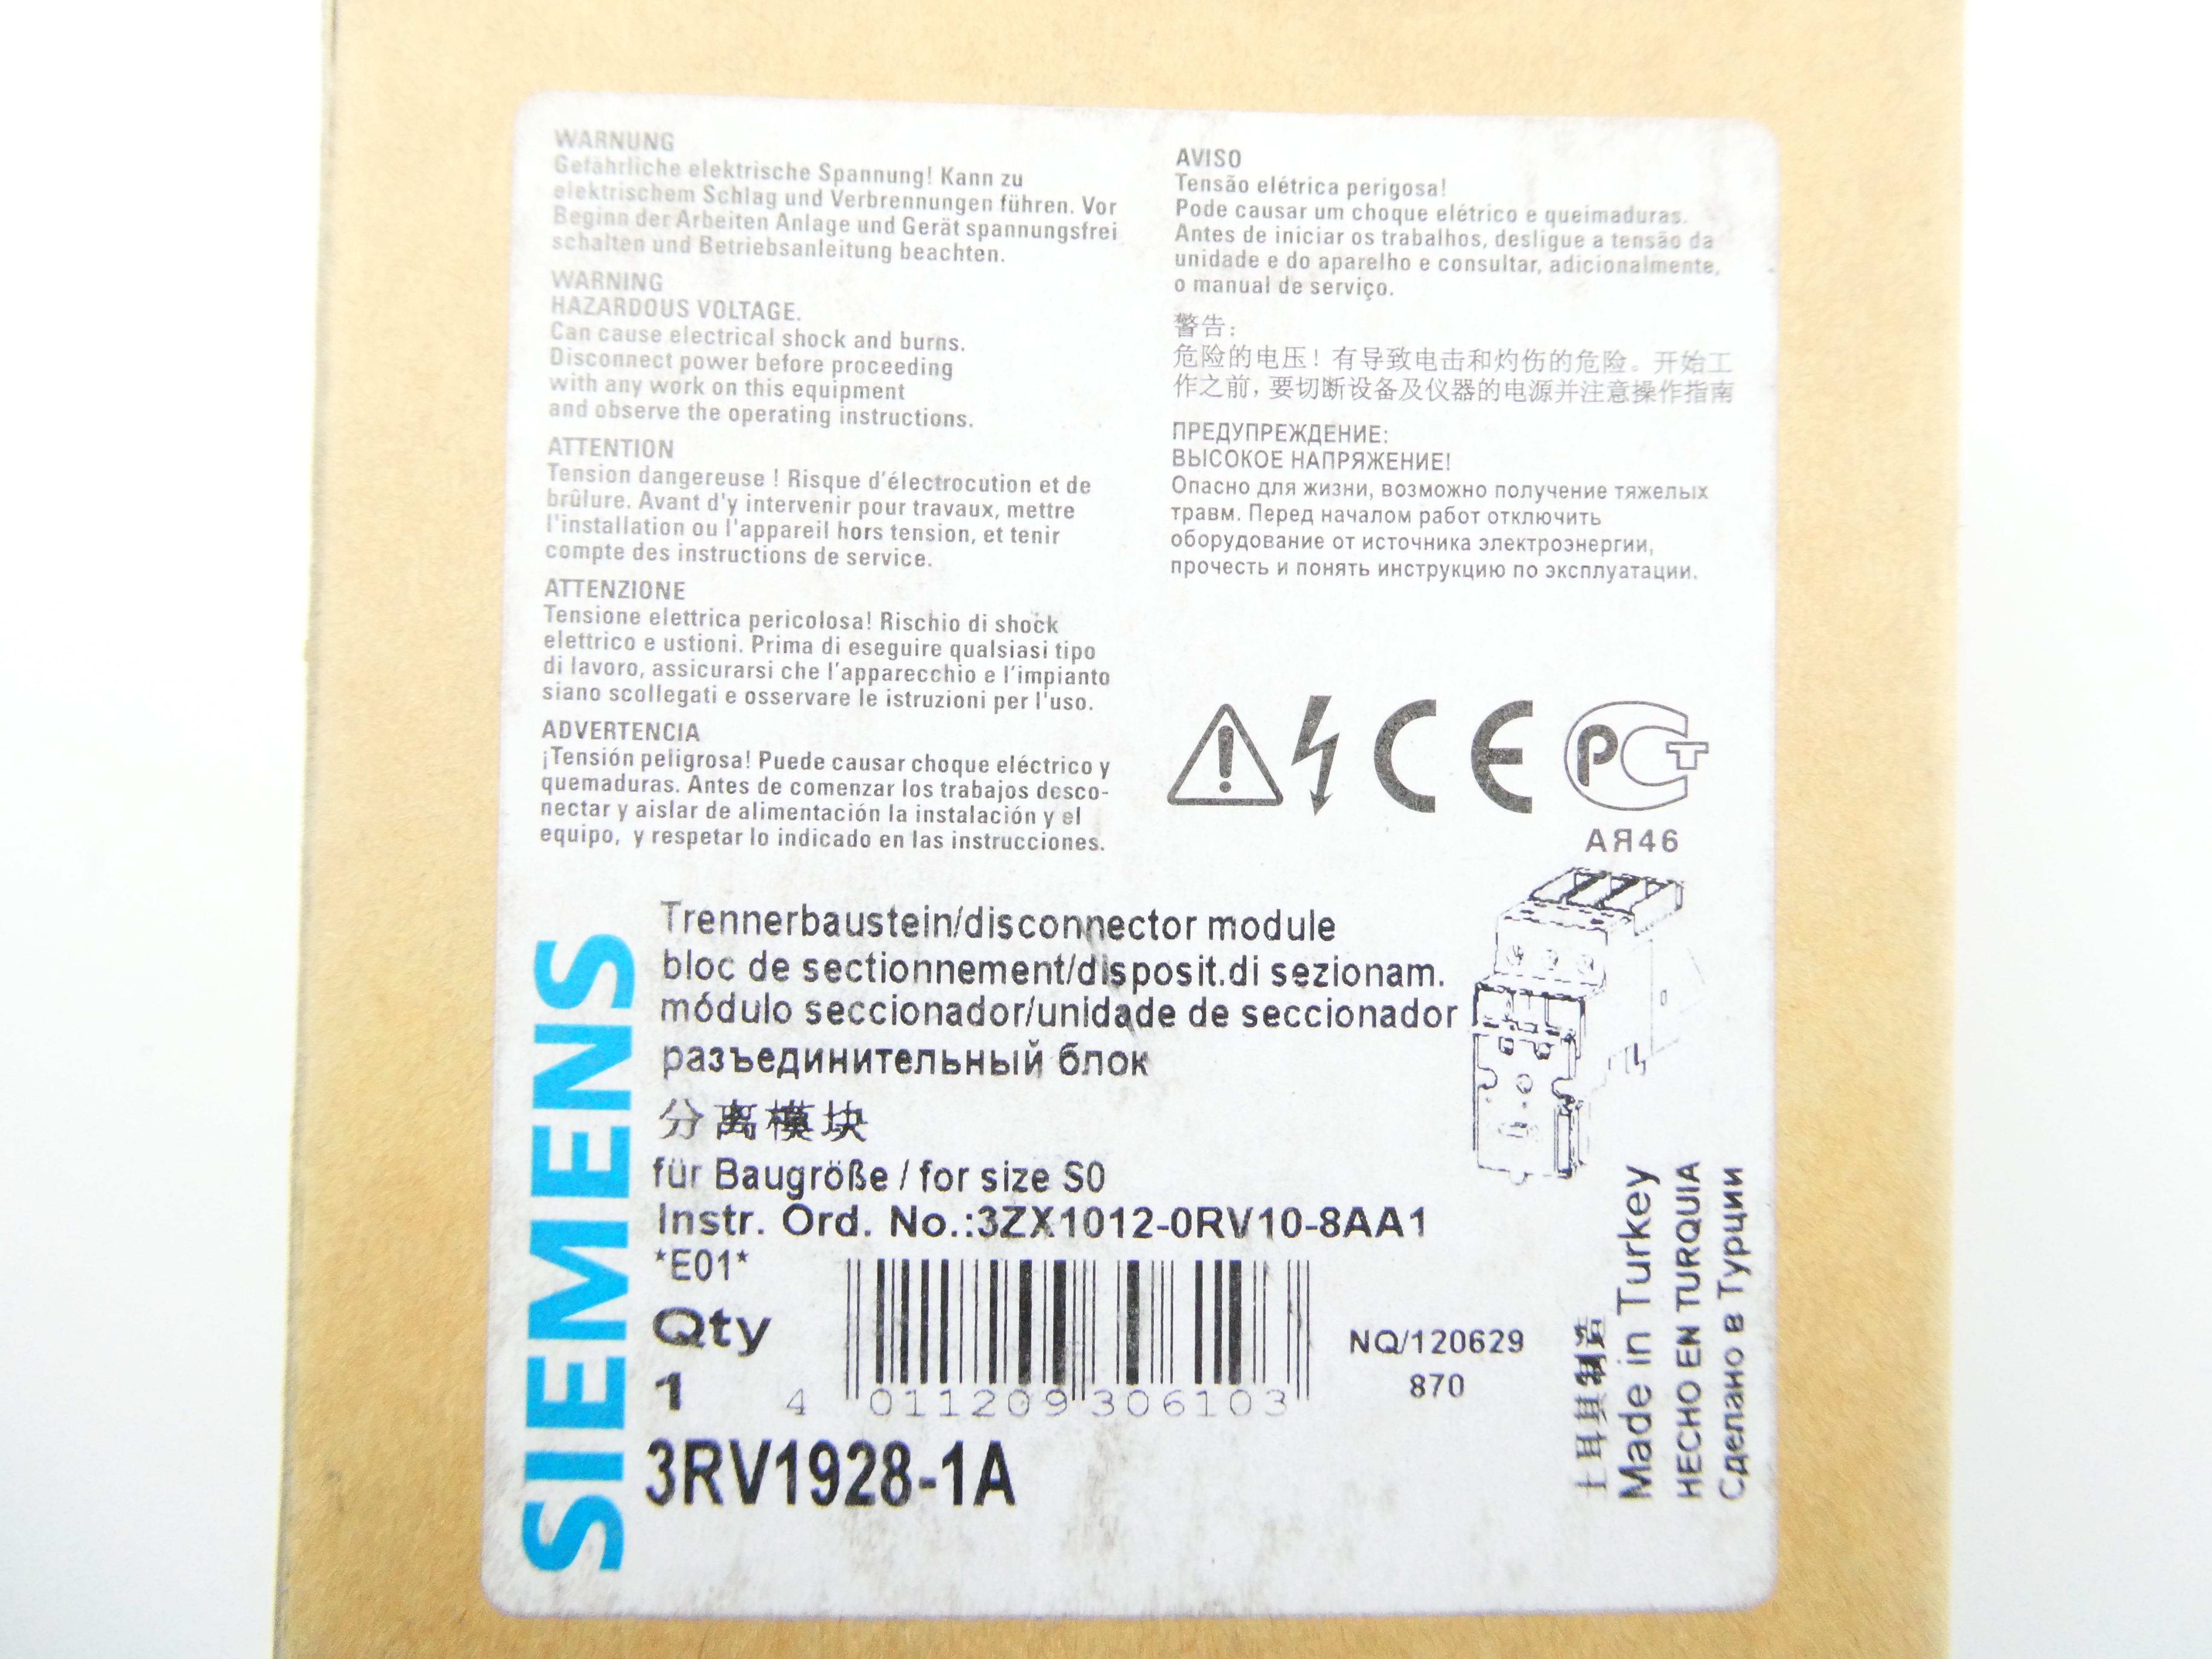 WARNUNG
Gefährliche elektrische Spannung! Kann zu
elektrischem Schlag und Verbrennungen führen. Vor
Beginn der Arbeiten Anlage und Gerät spannungsfrei
schalten und Betriebsanleitung beachten.
WARNING
HAZARDOUS VOLTAGE.
Can cause electrical shock and burns.
Disconnect power before proceeding
with any work on this equipment
and observe the operating instructions.
ATTENTION
Tension dangereuse ! Risque d'électrocution et de
brûlure. Avant d'y intervenir pour travaux, mettre
l'installation ou l'appareil hors tension, et tenir
compte des instructions de service.
ATTENZIONE
Tensione elettrica pericolosa! Rischio di shock
elettrico e ustioni. Prima di eseguire qualsiasi tipo
di lavoro, assicurarsi che l'apparecchio e l'impianto
siano scollegati e osservare le istruzioni per l'uso.
ADVERTENCIA
¡Tensión peligrosa! Puede causar choque eléctrico y
quemaduras. Antes de comenzar los trabajos desco-
nectar y aislar de alimentación la instalación y el
equipo, y respetar lo indicado en las instrucciones.
AVISO
Tensão elétrica perigosa!
Pode causar um choque elétrico e queimaduras.
Antes de iniciar os trabalhos, desligue a tensão da
unidade e do aparelho e consultar, adicionalmente,
o manual de serviço.
警告:
危险的电压! 有导致电击和灼伤的危险。开始工
作之前, 要切断设备及仪器的电源并注意操作指南
ПРЕДУПРЕЖДЕНИЕ:
ВЫСОКОЕ НАПРЯЖЕНИЕ!
Опасно для жизни, возможно получение тяжелых
травм. Перед началом работ отключить
оборудование от источника электроэнергии,
прочесть и понять инструкцию по эксплуатации.
CE РСТ
АЯ46
SIEMENS
Trennerbaustein/disconnector module
bloc de sectionnement/disposit.di sezionam.
módulo seccionador/unidade de seccionador
разъединительный блок
分离模块
für Baugröße / for size S0
Instr. Ord. No.:3ZX1012-0RV10-8AA1
*E01*
Qty
1
4 011209 306103
NQ/120629
870
3RV1928-1A
土耳其制造
Made in Turkey
HECHO EN TURQUIA
Сделано в Турции